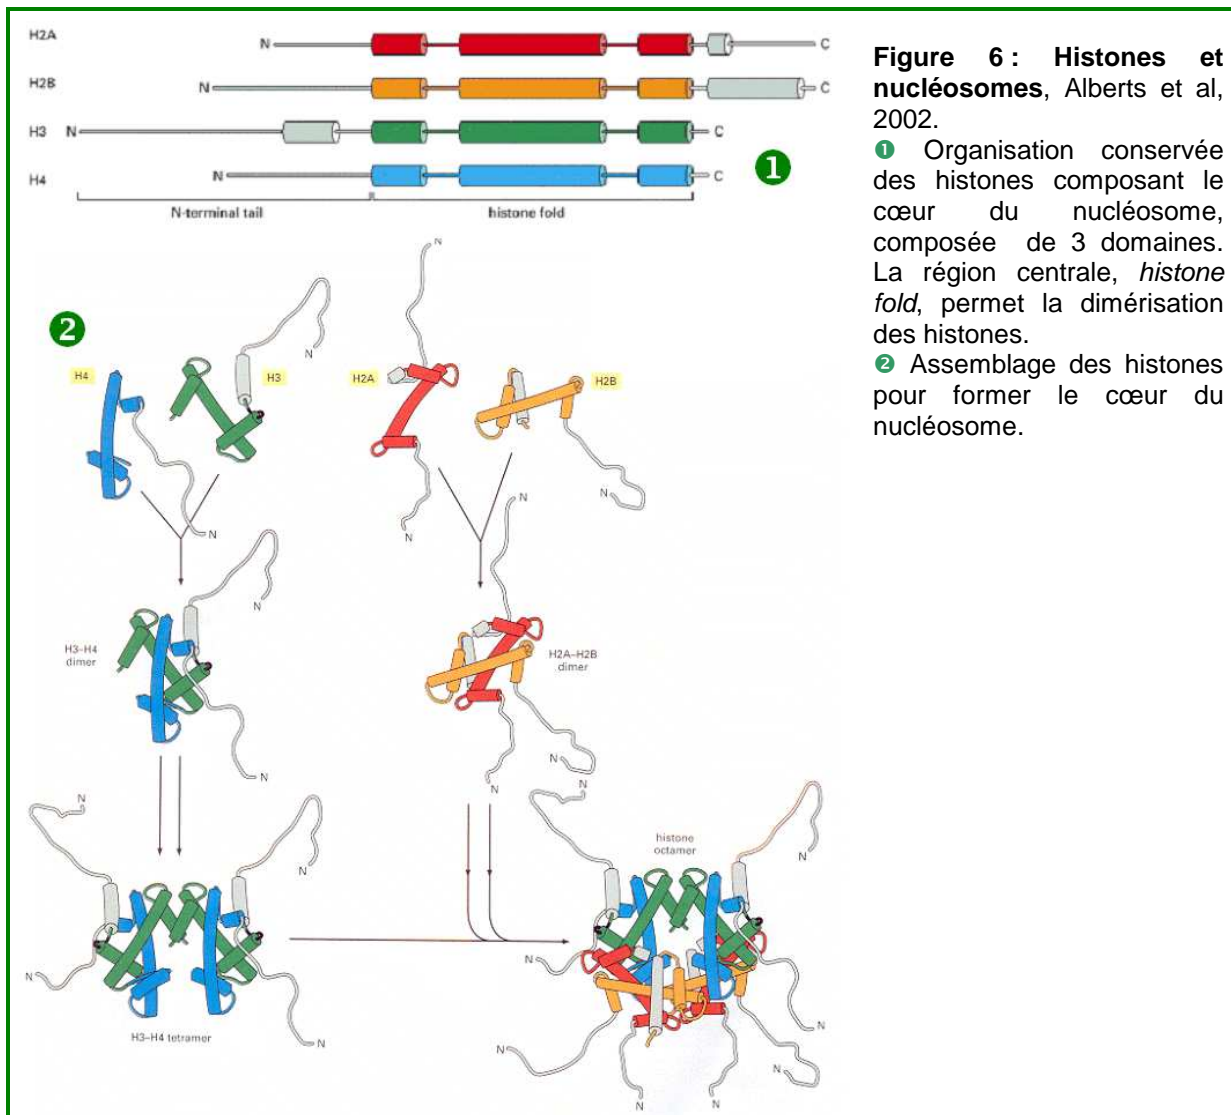 H2A
N
C
H2B
N
C
H3
N
C
H4
N
C
N-terminal tail
histone fold
❶
Figure 6 : Histones et
nucléosomes, Alberts et al,
2002.
❶ Organisation conservée
des histones composant le
cœur du nucléosome,
composée de 3 domaines.
La région centrale, histone
fold, permet la dimérisation
des histones.
❷ Assemblage des histones
pour former le cœur du
nucléosome.
❷
N
N
H4
H3
H2A
H2B
N
N
N
N
N
N
H3–H4
dimer
H2A–H2B
dimer
N
N
N
N
N
histone
octamer
N
N
N
N
H3–H4 tetramer
N
N
N
N
N
N
N